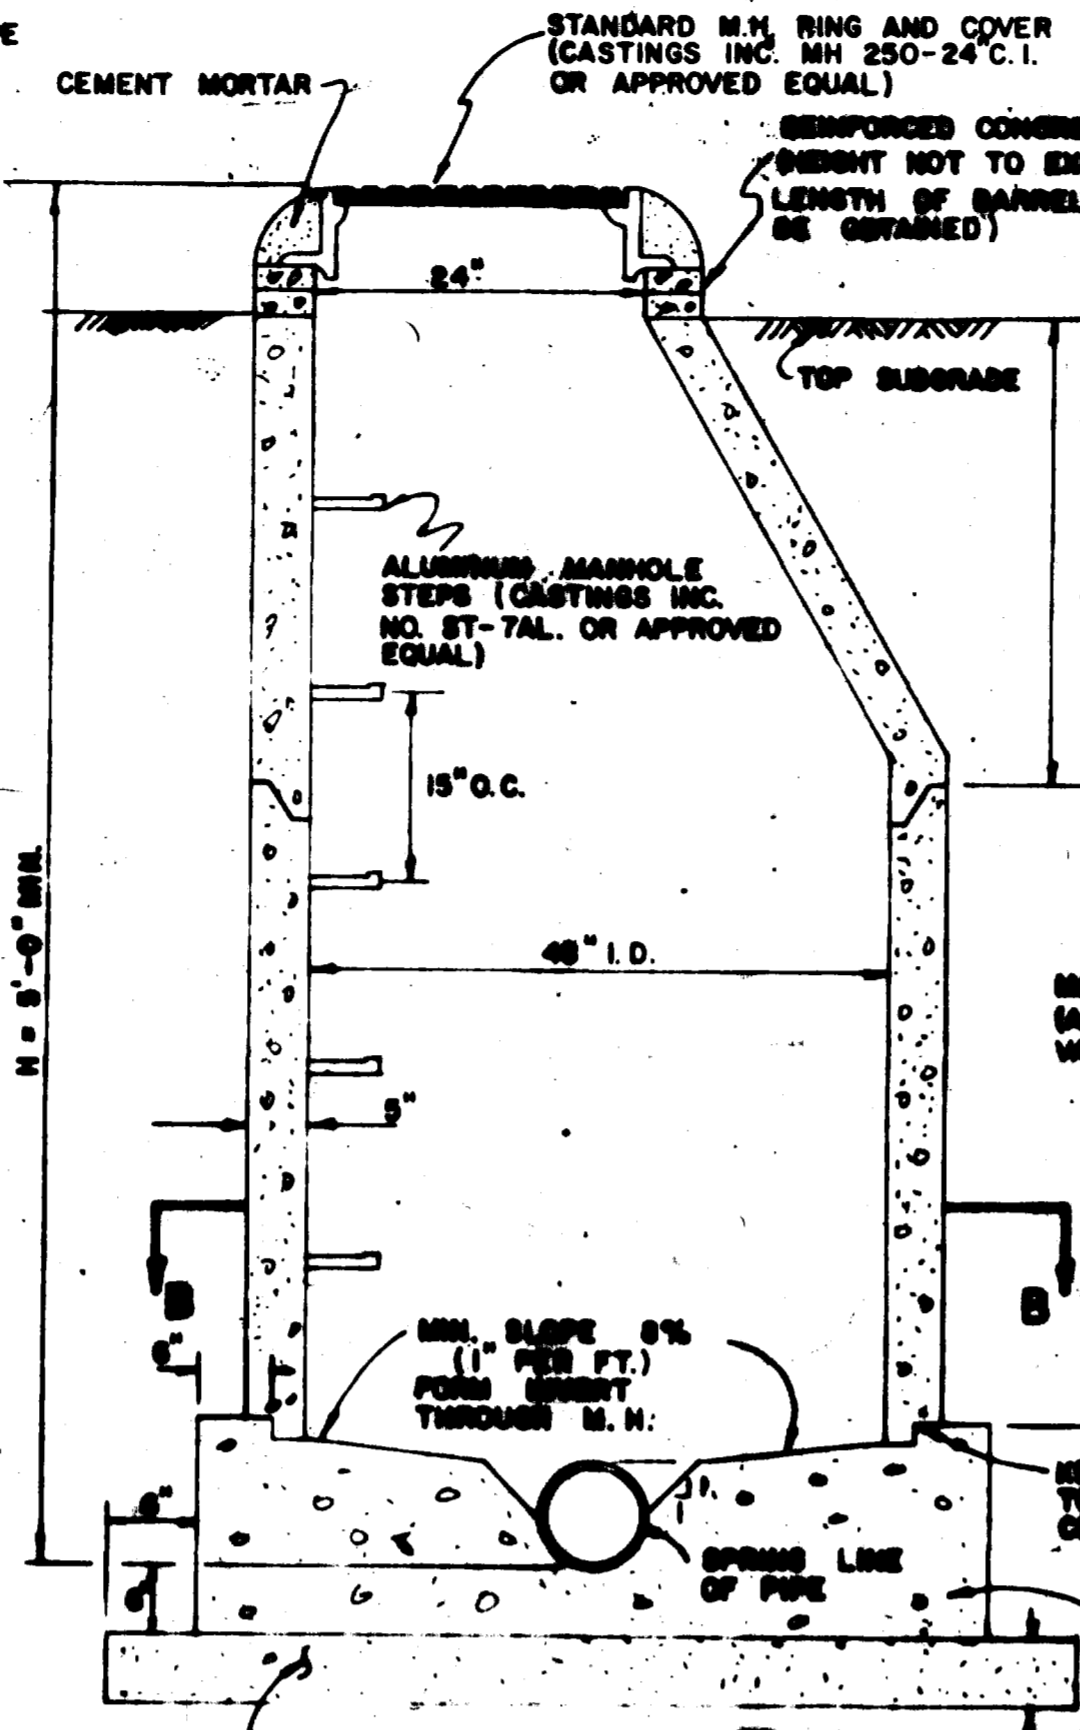 E
STANDARD M.H. RING AND COVER
(CASTINGS INC. MH 250-24"C.I.
OR APPROVED EQUAL)
CEMENT MORTAR
REINFORCED CONCRE
(HEIGHT NOT TO EX
LENGTH OF BARREL
BE OBTAINED)
24"
TOP SUBGRADE
ALUMINUM MANHOLE
STEPS (CASTINGS INC.
NO. ST-7AL. OR APPROVED
EQUAL)
15" O.C.
H = 5'-0" MIN.
48" I.D.
5"
B
B
6"
MIN. SLOPE 8%
(1" PER FT.)
FORM INVERT
THROUGH M.H.
1
1
6"
6"
SPRING LINE
OF PIPE